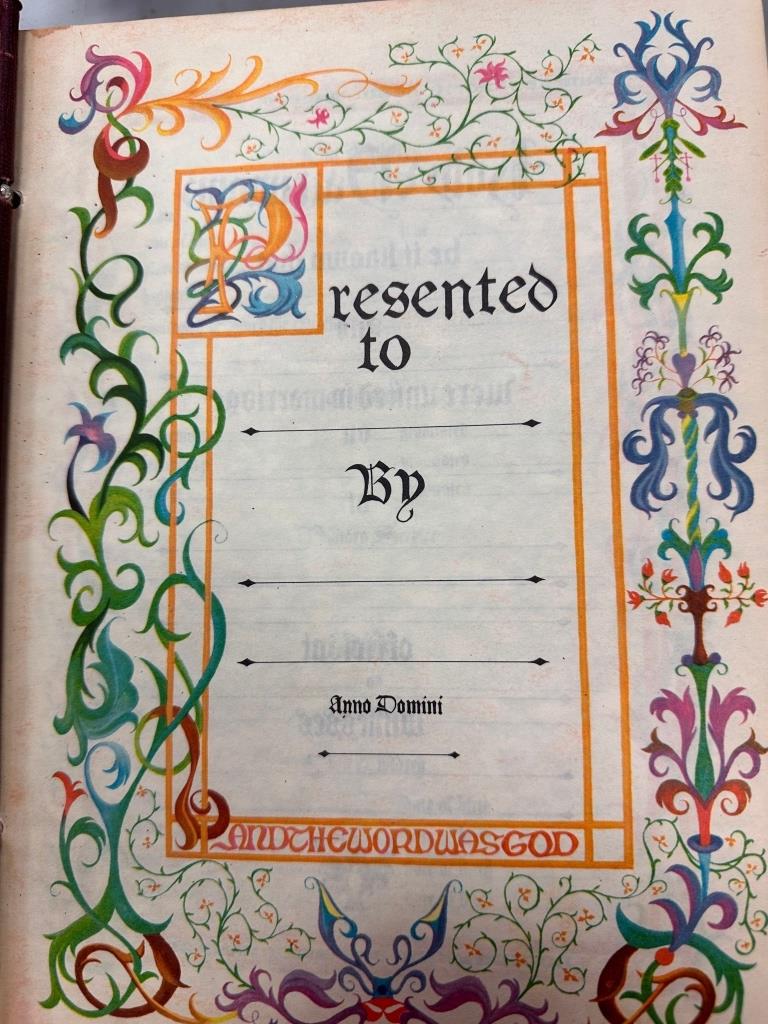 Presented
to
By
Anno Domini
ANDTHEWORDWASGOD